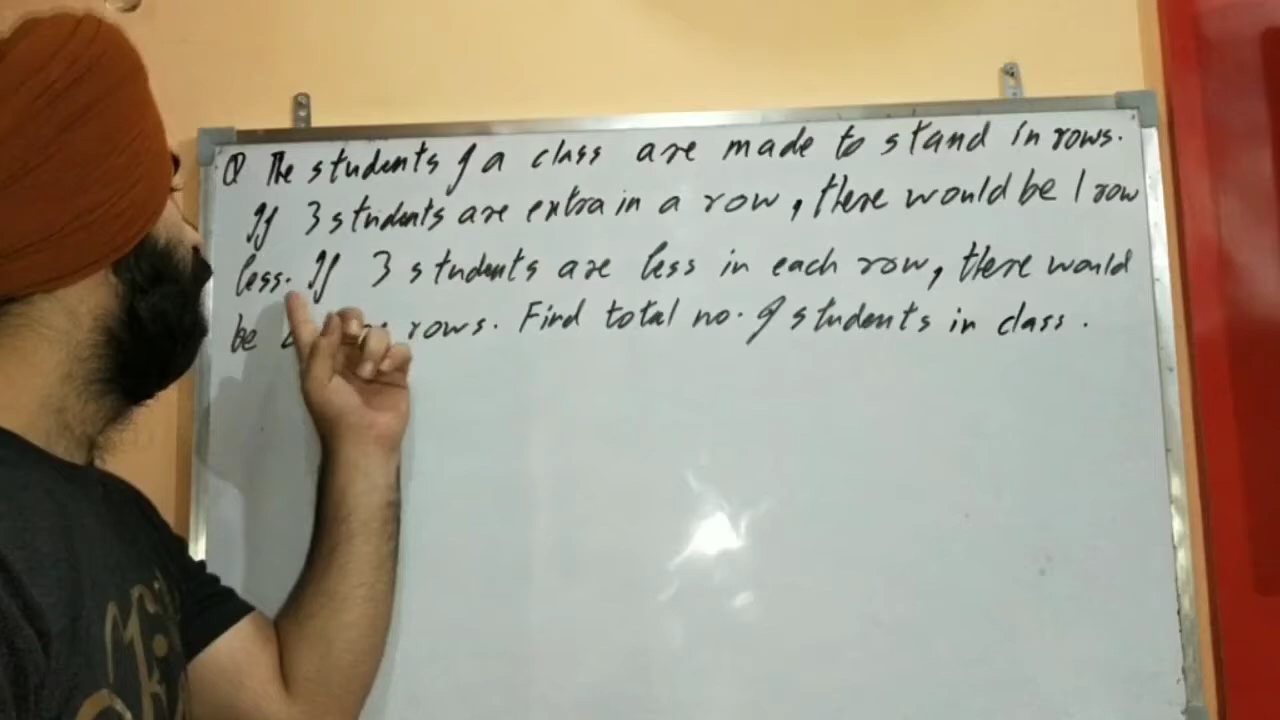 Q The students of a class are made to stand in rows.
If 3 students are extra in a row, there would be 1 row
less. If 3 students are less in each row, there would
be rows. Find total no. of students in class.